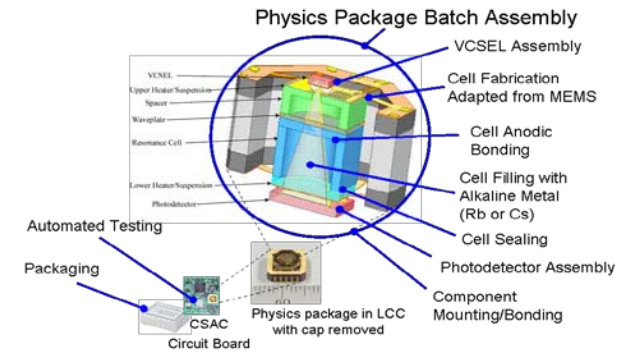 Physics Package Batch Assembly
VCSEL Assembly
Cell Fabrication
Adapted from MEMS
Cell Anodic
Bonding
Cell Filling with
Alkaline Metal
(Rb or Cs)
Cell Sealing
Photodetector Assembly
Component
Mounting/Bonding
VCSEL
Upper Heater/Suspension
Spacer
Waveplate
Resonance Cell
Lower Heater/Suspension
Photodetector
Automated Testing
Packaging
CSAC
Circuit Board
Physics package in LCC
with cap removed